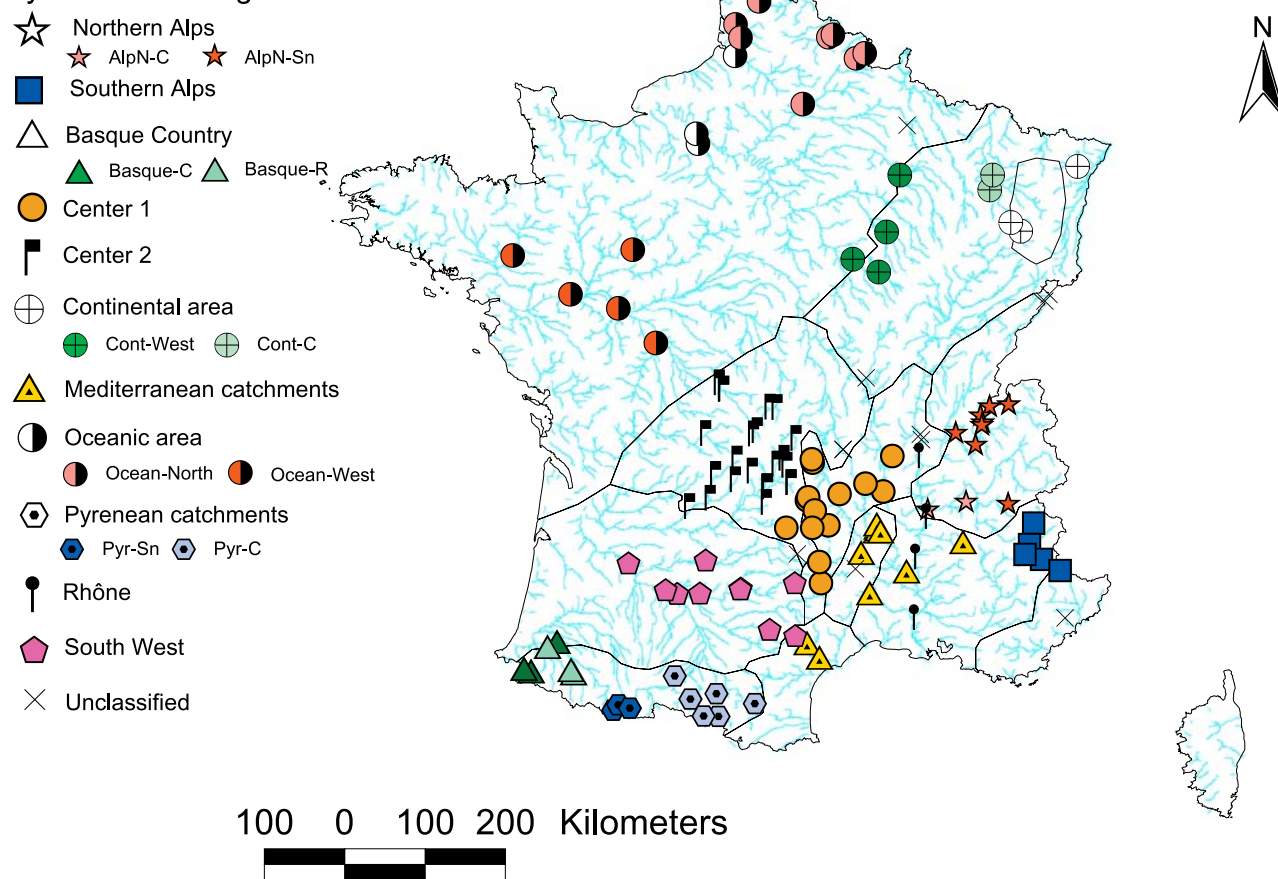 Northern Alps
AlpN-C AlpN-Sn
Southern Alps
Basque Country
Basque-C Basque-R
Center 1
Center 2
Continental area
Cont-West Cont-C
Mediterranean catchments
Oceanic area
Ocean-North Ocean-West
Pyrenean catchments
Pyr-Sn Pyr-C
Rhône
South West
Unclassified
N
100 0 100 200 Kilometers